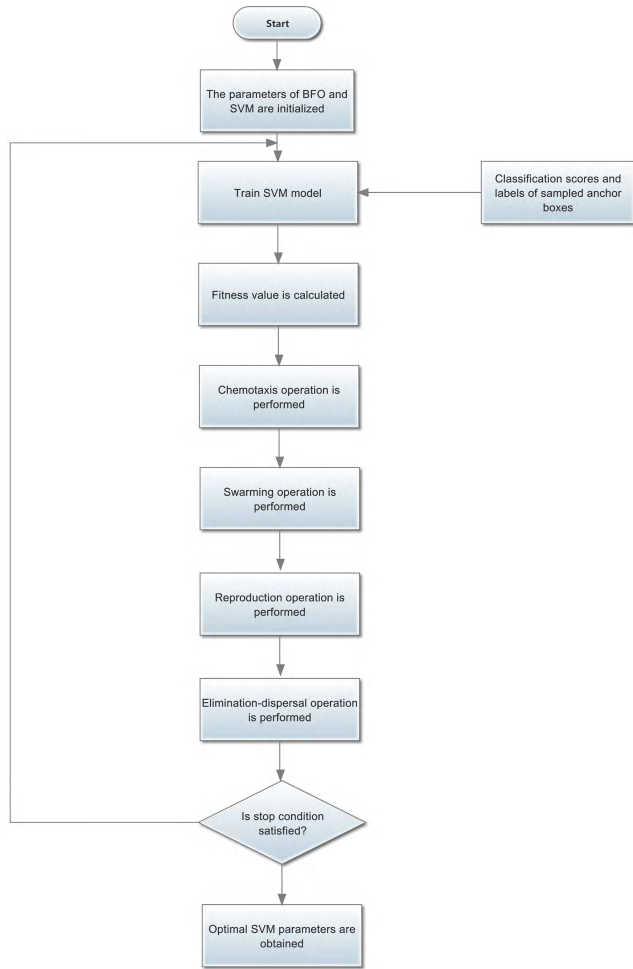 Start
The parameters of BFO and
SVM are initialized
Train SVM model
Classification scores and
labels of sampled anchor
boxes
Fitness value is calculated
Chemotaxis operation is
performed
Swarming operation is
performed
Reproduction operation is
performed
Elimination-dispersal operation
is performed
Is stop condition
satisfied?
Optimal SVM parameters are
obtained